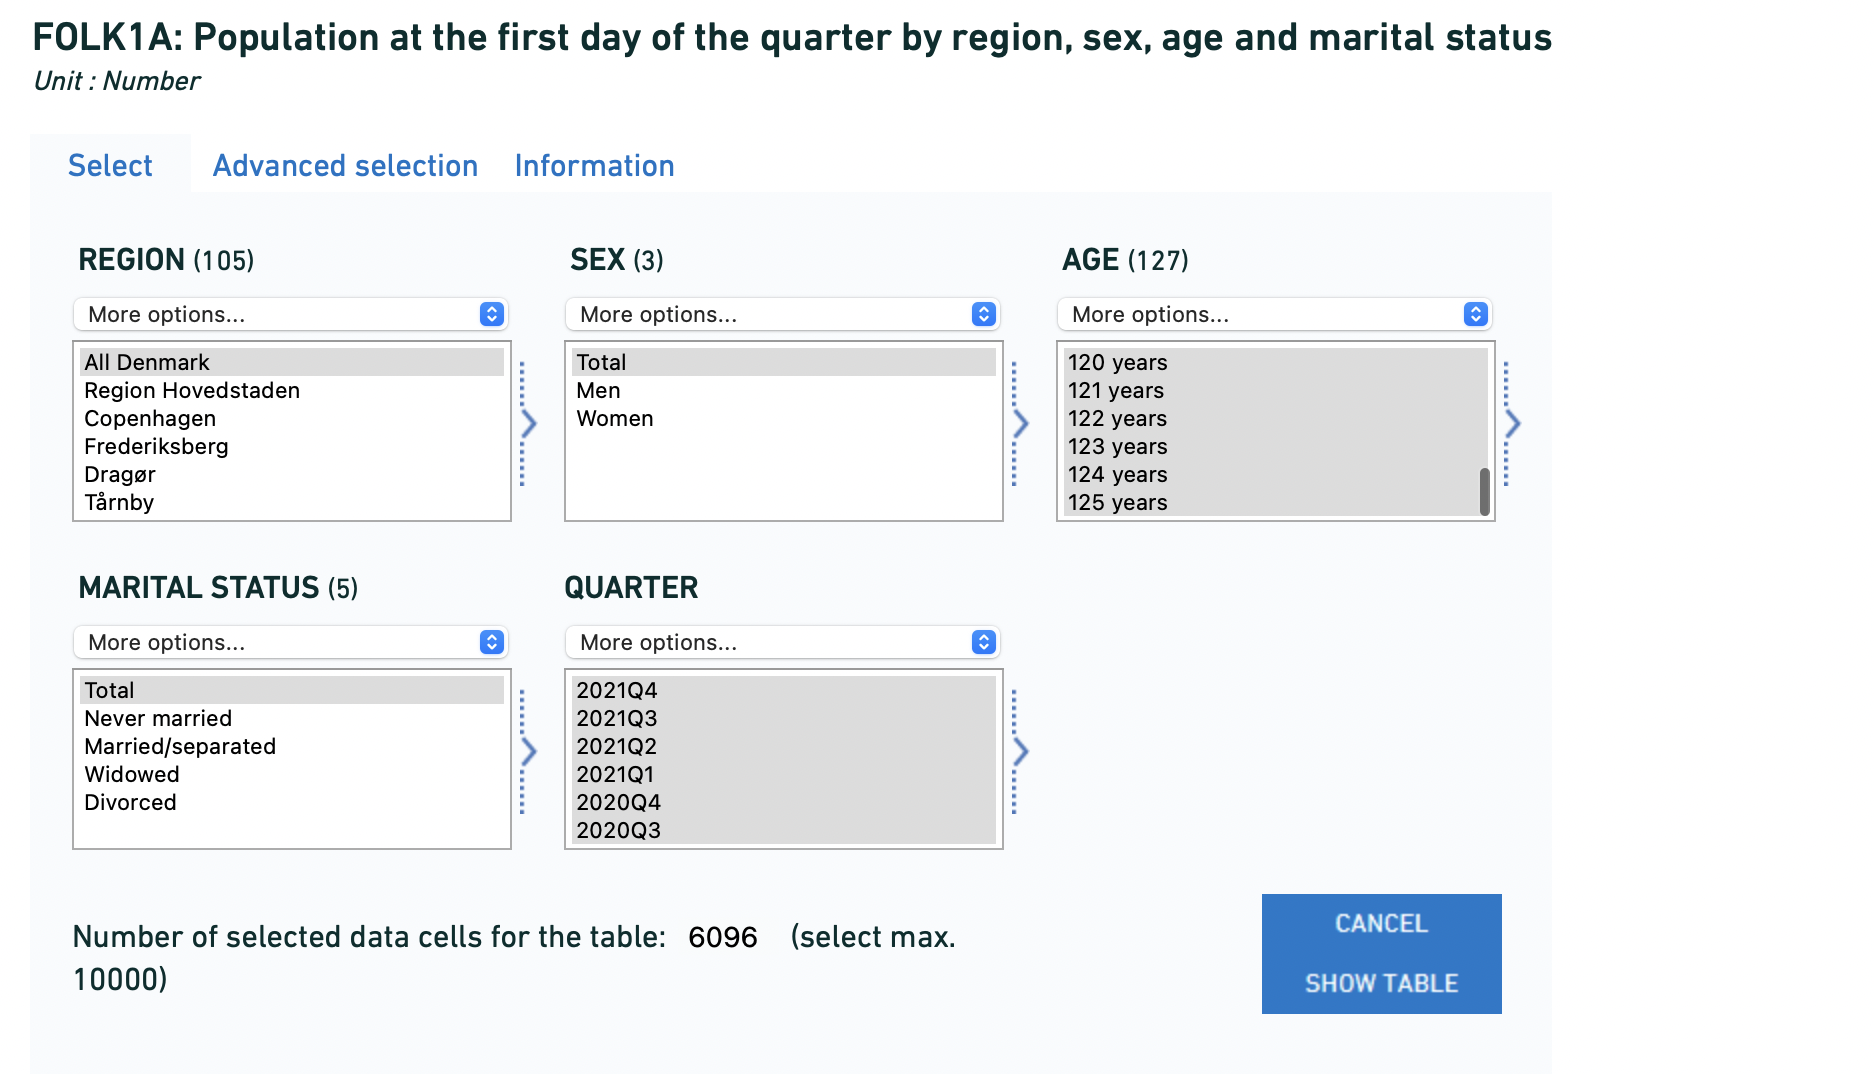 FOLK1A: Population at the first day of the quarter by region, sex, age and marital status
Unit : Number
Select Advanced selection Information
REGION (105)
More options...
All Denmark
Region Hovedstaden
Copenhagen
Frederiksberg
Dragør
Tårnby
SEX (3)
More options...
Total
Men
Women
AGE (127)
More options...
120 years
121 years
122 years
123 years
124 years
125 years
MARITAL STATUS (5)
More options...
Total
Never married
Married/separated
Widowed
Divorced
QUARTER
More options...
2021Q4
2021Q3
2021Q2
2021Q1
2020Q4
2020Q3
Number of selected data cells for the table: 6096 (select max.
10000)
CANCEL
SHOW TABLE